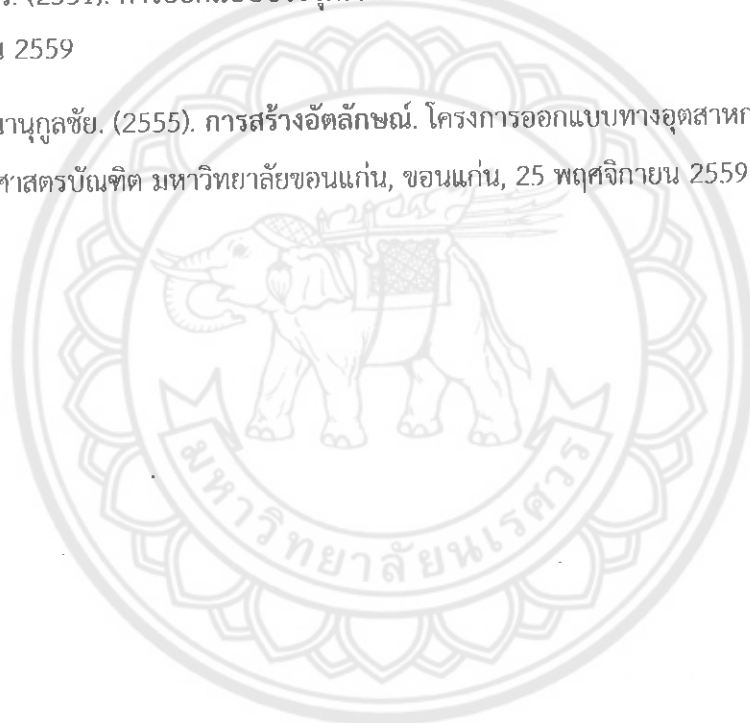 (2551).
2559
มานุกูลชัย. (2555). การสร้างอัตลักษณ์. โครงการออกแบบทางอุตสาหก
ศาสตรบัณฑิต มหาวิทยาลัยขอนแก่น, ขอนแก่น, 25 พฤศจิกายน 2559
มหาวิทยาลัยนเรศวร